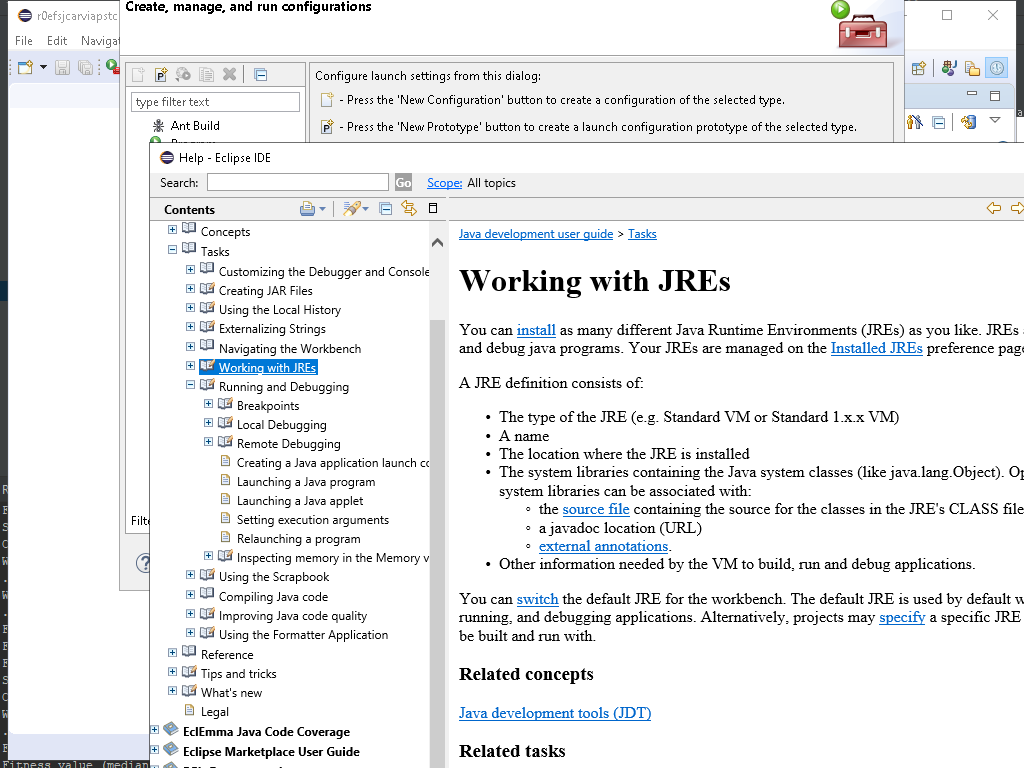 Create, manage, and run configurations
r0efsjcarviapstc
File Edit Navigat
type filter text
Ant Build
Configure launch settings from this dialog:
- Press the 'New Configuration' button to create a configuration of the selected type.
- Press the 'New Prototype' button to create a launch configuration prototype of the selected type.
Help - Eclipse IDE
Search:
Go
Scope: All topics
Contents
Concepts
Tasks
Customizing the Debugger and Console
Creating JAR Files
Using the Local History
Externalizing Strings
Navigating the Workbench
Working with JREs
Running and Debugging
Breakpoints
Local Debugging
Remote Debugging
Creating a Java application launch co
Launching a Java program
Launching a Java applet
Setting execution arguments
Relaunching a program
Inspecting memory in the Memory v
Using the Scrapbook
Compiling Java code
Improving Java code quality
Using the Formatter Application
Reference
Tips and tricks
What's new
Legal
EclEmma Java Code Coverage
Eclipse Marketplace User Guide
Java development user guide > Tasks
Working with JREs
You can install as many different Java Runtime Environments (JREs) as you like. JREs a
and debug java programs. Your JREs are managed on the Installed JREs preference page
A JRE definition consists of:
• The type of the JRE (e.g. Standard VM or Standard 1.x.x VM)
• A name
• The location where the JRE is installed
• The system libraries containing the Java system classes (like java.lang.Object). Op
system libraries can be associated with:
◦ the source file containing the source for the classes in the JRE's CLASS file
◦ a javadoc location (URL)
◦ external annotations.
• Other information needed by the VM to build, run and debug applications.
You can switch the default JRE for the workbench. The default JRE is used by default w
running, and debugging applications. Alternatively, projects may specify a specific JRE
be built and run with.
Related concepts
Java development tools (JDT)
Related tasks
Filte
Fitness value (median